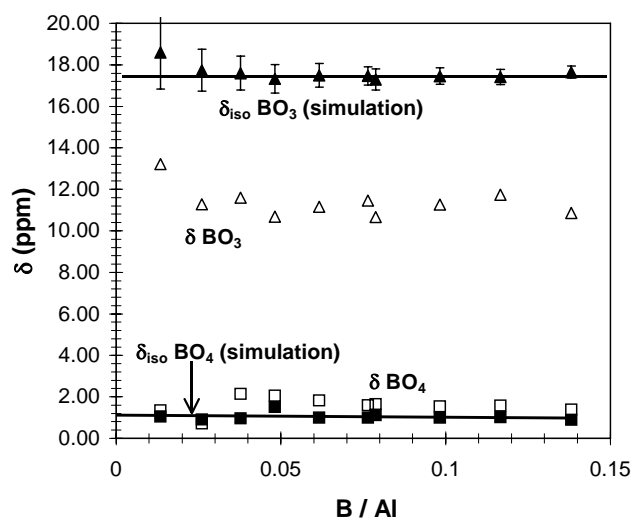 20.00
18.00
16.00
14.00
12.00
10.00
8.00
6.00
4.00
2.00
0.00
δ (ppm)
δiso BO3 (simulation)
δ BO3
δiso BO4 (simulation)
δ BO4
0
0.05
0.1
0.15
B / Al